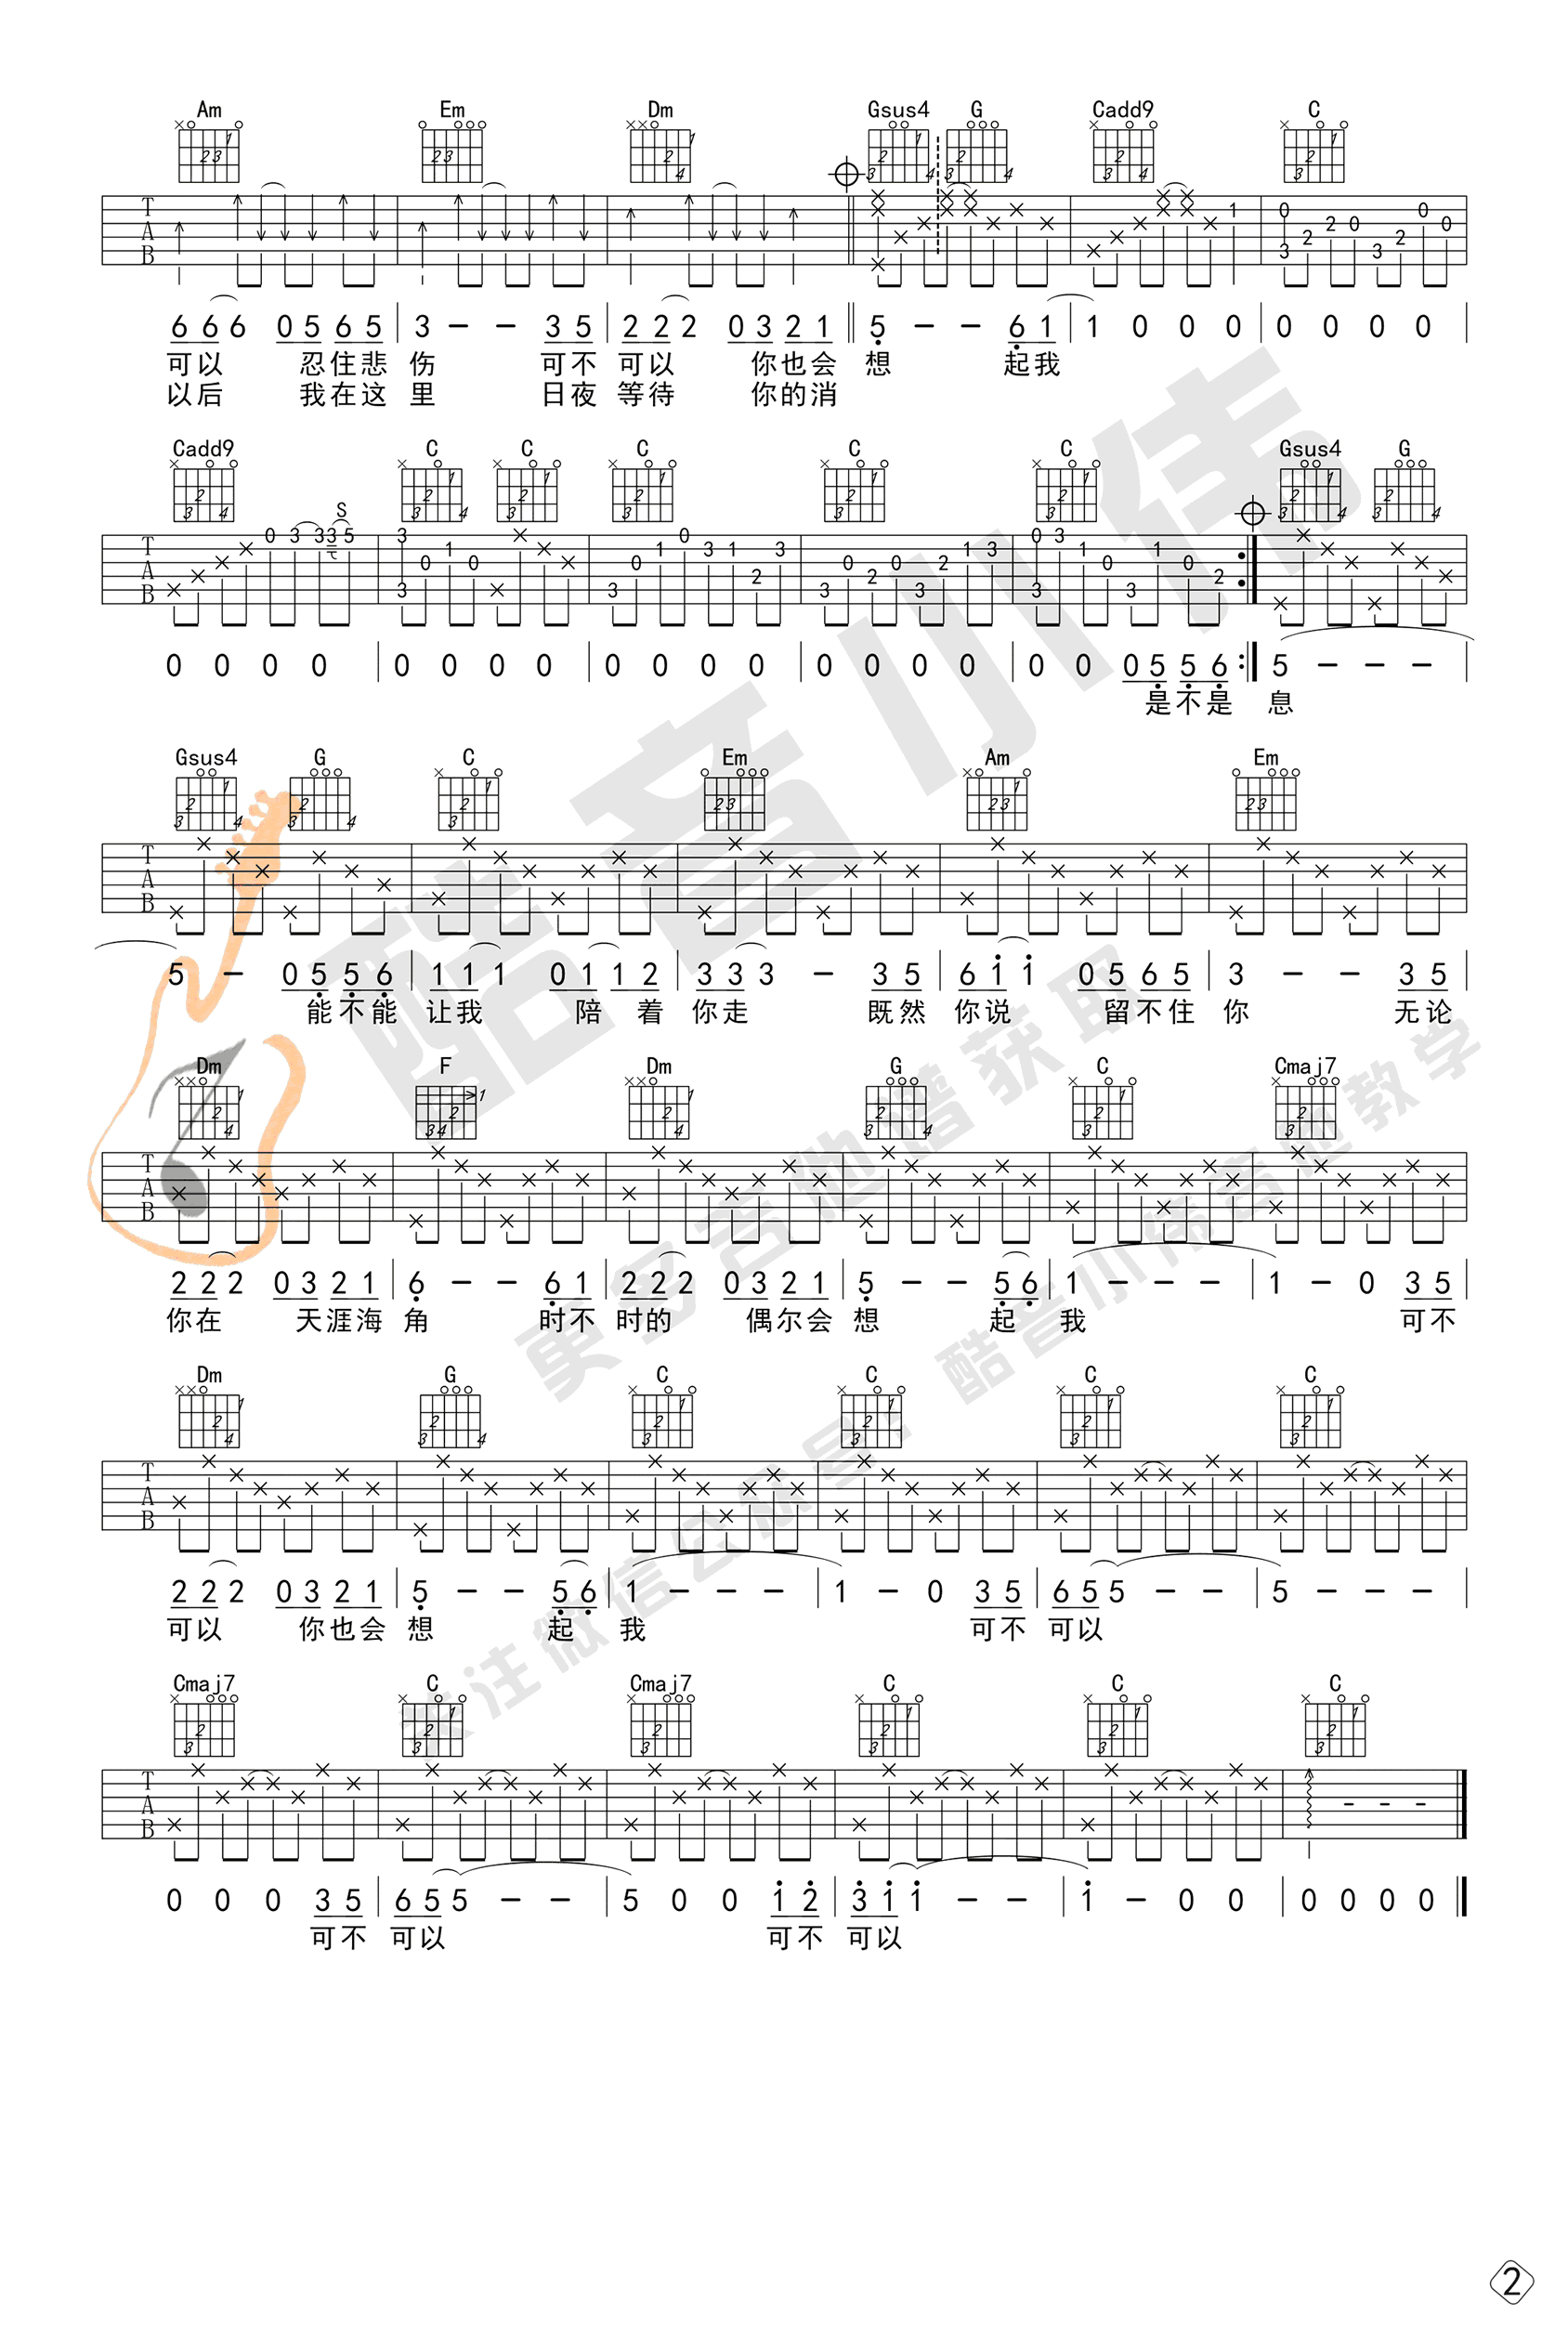 Am Em Dm Gsus4 G Cadd9 C
6 6 6 0 5 6 5 | 3 - - 3 5 | 2 2 2 0 3 2 1 || 5 - - 6 1 | 1 0 0 0 | 0 0 0 0 |
可以 忍住悲 伤 可不 可以 你也会 想 起我
以后 我在这 里 日夜 等待 你的消
Cadd9 C C C C C Gsus4 G
S
0 0 0 0 | 0 0 0 0 | 0 0 0 0 | 0 0 0 0 | 0 0 0 5 5 6 :| 5 - - - |
是不是 息
Gsus4 G C Em Am Em
5 - 0 5 5 6 | 1 1 1 0 1 1 2 | 3 3 3 - 3 5 | 6 1 1 0 5 6 5 | 3 - - 3 5 |
能不能 让我 陪 着 你走 既然 你说 留不住 你 无论
Dm F Dm G C Cmaj7
2 2 2 0 3 2 1 | 6 - - 6 1 | 2 2 2 0 3 2 1 | 5 - - 5 6 | 1 - - - | 1 - 0 3 5 |
你在 天涯海 角 时不 时的 偶尔会 想 起 我 可不
Dm G C C C C
2 2 2 0 3 2 1 | 5 - - 5 6 | 1 - - - | 1 - 0 3 5 | 6 5 5 - - | 5 - - - |
可以 你也会 想 起 我 可不 可以
Cmaj7 C Cmaj7 C C C
0 0 0 3 5 | 6 5 5 - - | 5 0 0 1 2 | 3 1 1 - - | 1 - 0 0 | 0 0 0 0 ||
可不 可以 可不 可以
酷音小伟
更多吉他谱获取
关注微信公众号：酷音小伟吉他教学
2